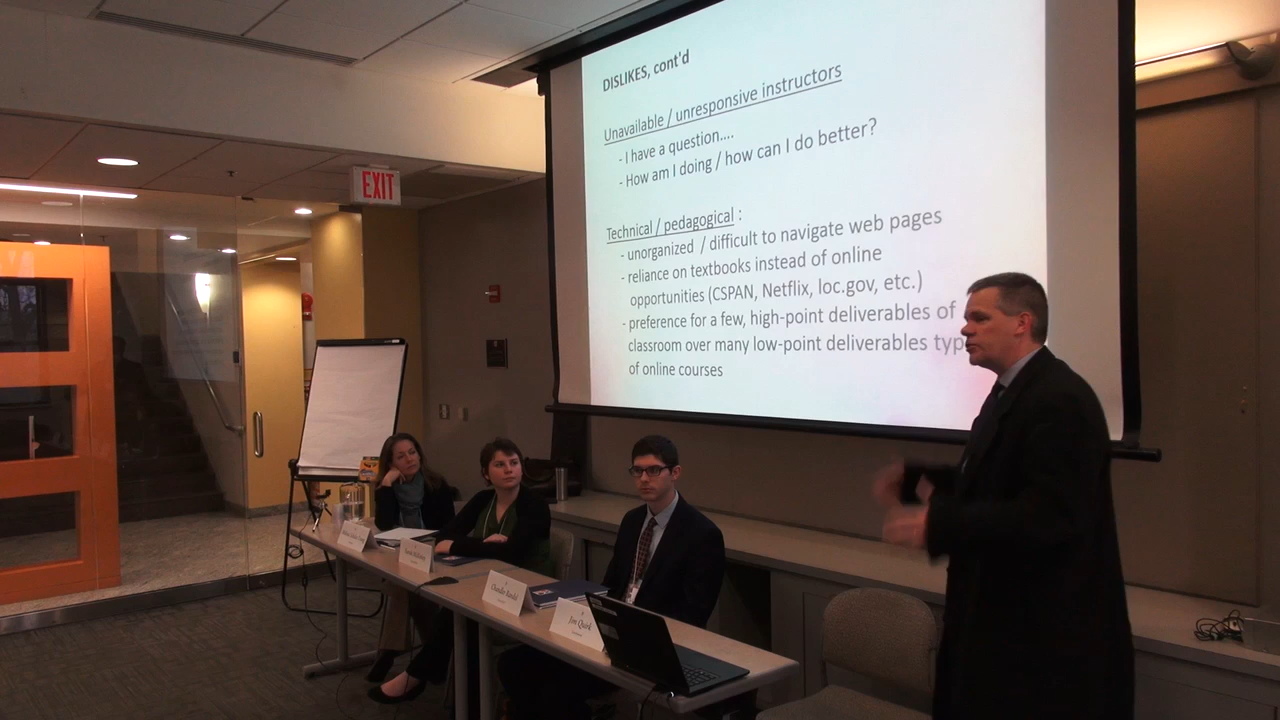 DISLIKES, cont'd
Unavailable / unresponsive instructors
- I have a question....
- How am I doing / how can I do better?
Technical / pedagogical :
- unorganized / difficult to navigate web pages
- reliance on textbooks instead of online
opportunities (CSPAN, Netflix, loc.gov, etc.)
- preference for a few, high-point deliverables of
classroom over many low-point deliverables typ
of online courses
EXIT
Chandler
Jim Quirk